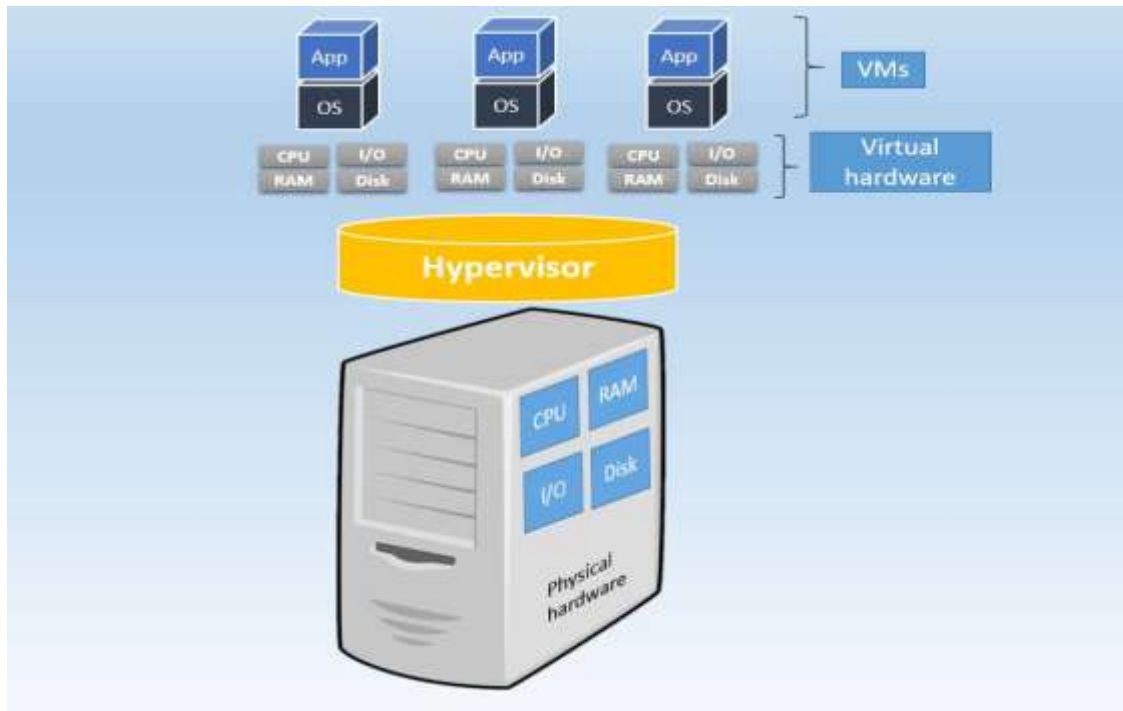 App App App
VMs
OS OS OS
CPU I/O CPU I/O CPU I/O
RAM Disk RAM Disk RAM Disk
Virtual
hardware
Hypervisor
CPU RAM
I/O Disk
Physical
hardware